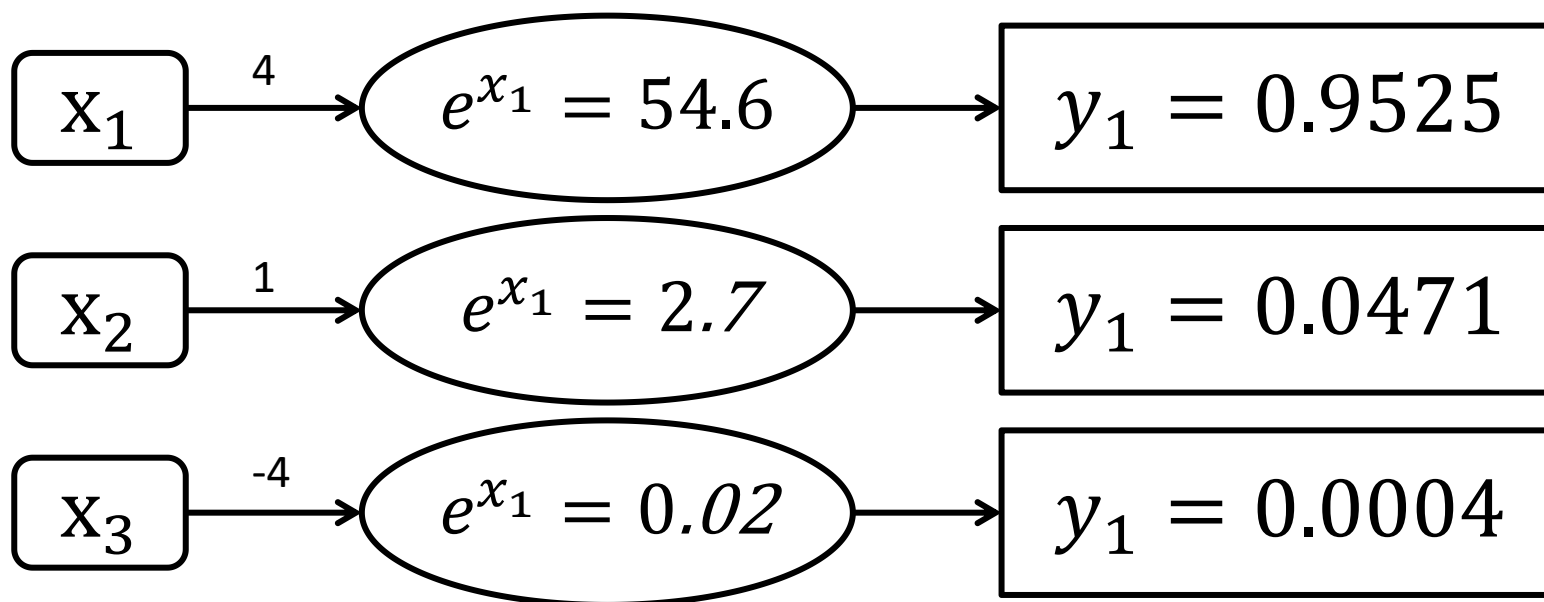 x₁ 4 e^{x₁} = 54.6 y₁ = 0.9525
x₂ 1 e^{x₁} = 2.7 y₁ = 0.0471
x₃ -4 e^{x₁} = 0.02 y₁ = 0.0004